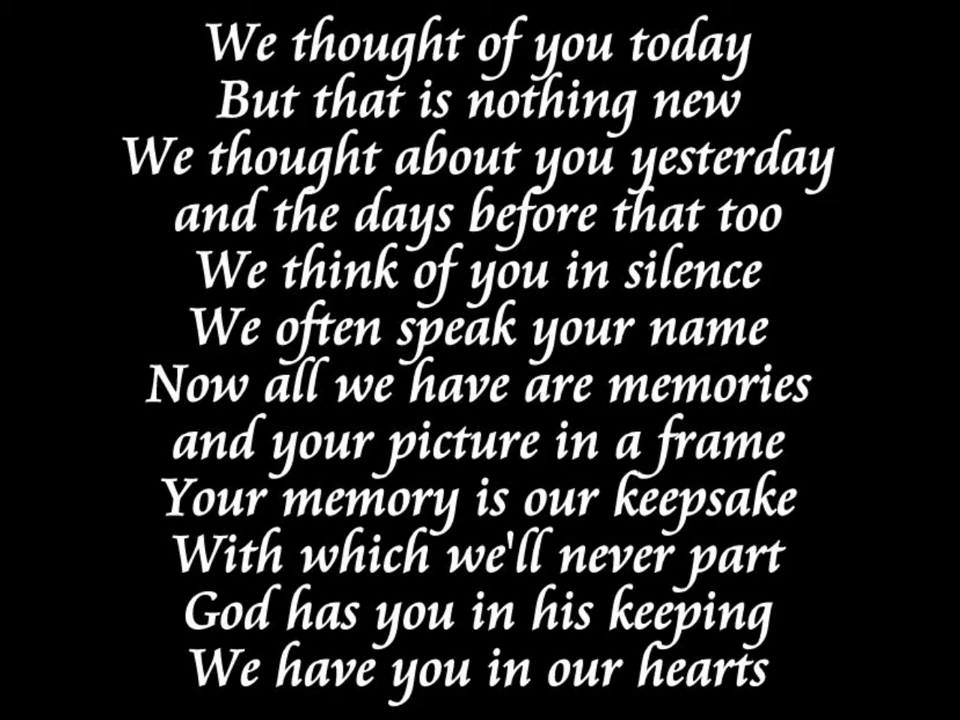 We thought of you today
But that is nothing new
We thought about you yesterday
and the days before that too
We think of you in silence
We often speak your name
Now all we have are memories
and your picture in a frame
Your memory is our keepsake
With which we'll never part
God has you in his keeping
We have you in our hearts